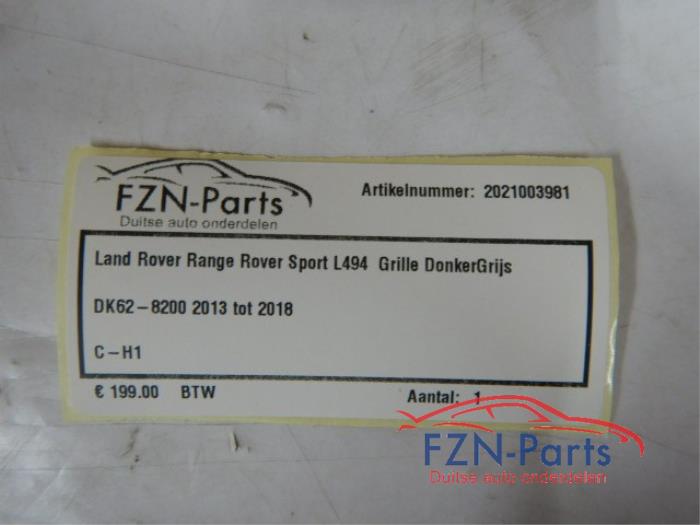 FZN-Parts
Duitse auto onderdelen
Artikelnummer: 2021003981
Land Rover Range Rover Sport L494 Grille DonkerGrijs
DK62-8200 2013 tot 2018
C-H1
€ 199.00 BTW
Aantal: 1
FZN-Parts
Duitse auto onderdelen